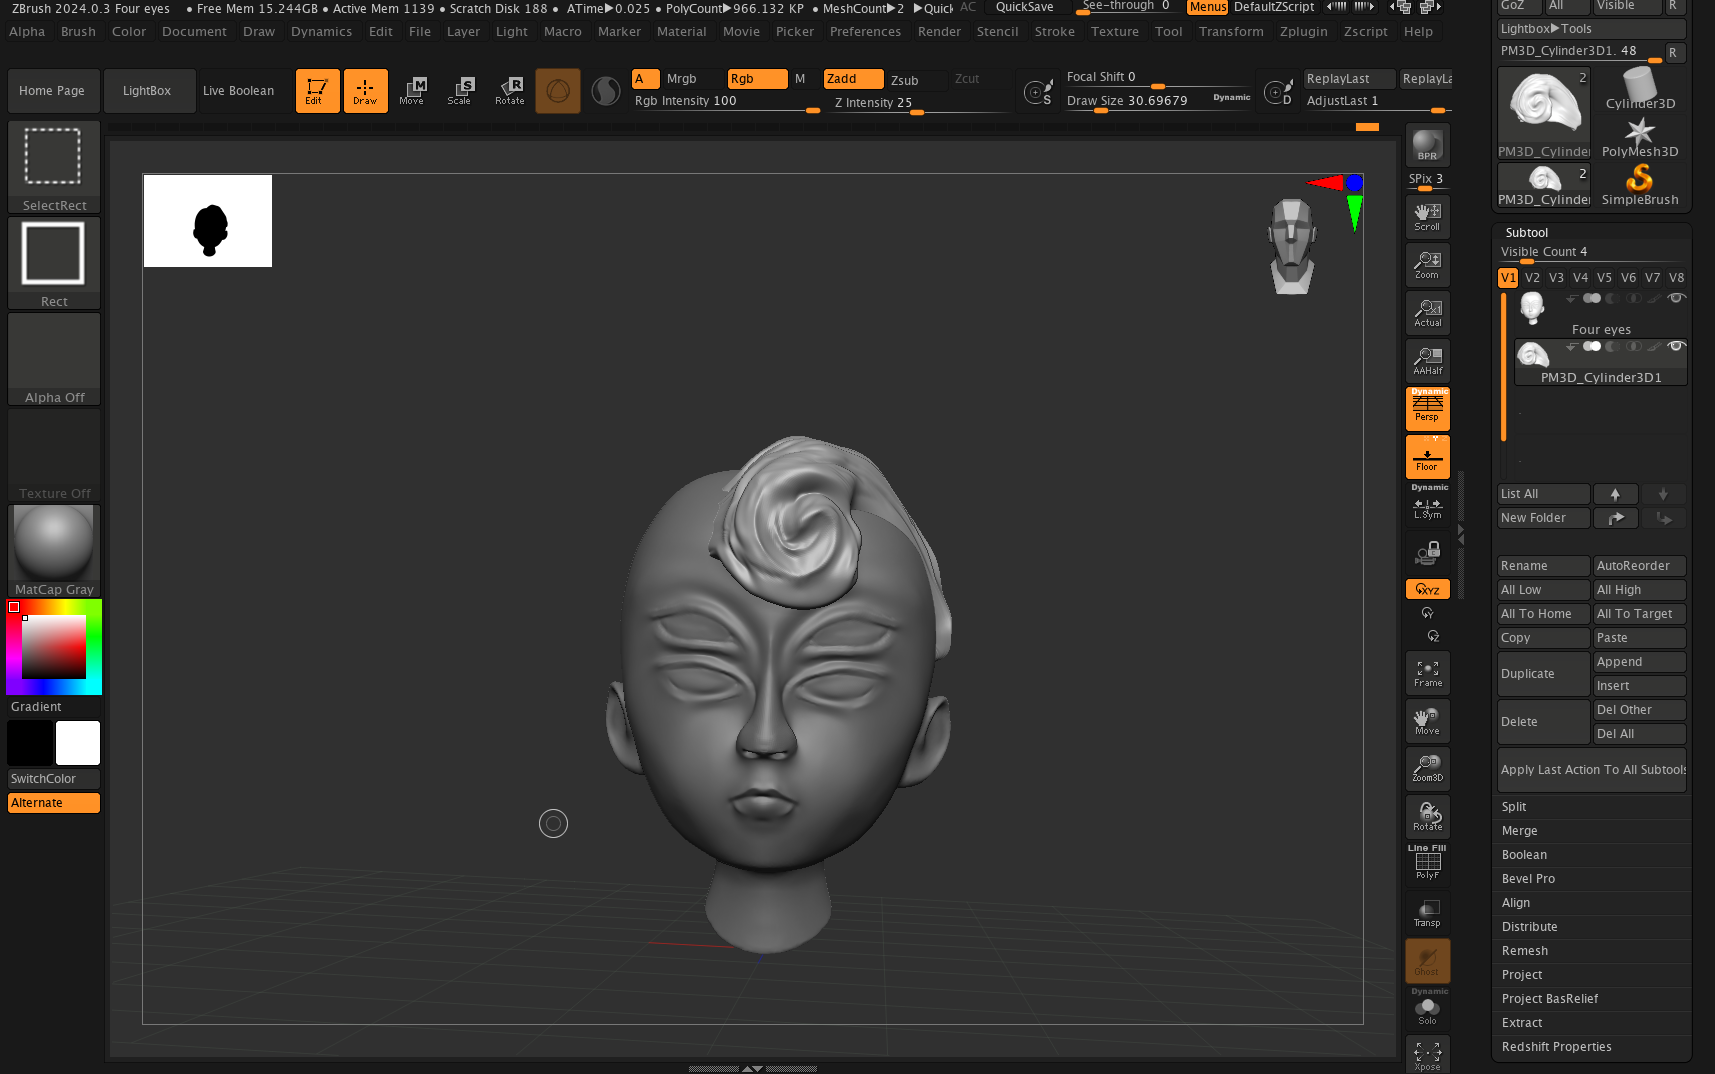 ZBrush 2024.0.3 Four eyes • Free Mem 15.244GB • Active Mem 1139 • Scratch Disk 188 • ATime▶0.025 • PolyCount▶966.132 KP • MeshCount▶2 ▶Quick AC QuickSave See-through 0 Menus DefaultZScript
Alpha Brush Color Document Draw Dynamics Edit File Layer Light Macro Marker Material Movie Picker Preferences Render Stencil Stroke Texture Tool Transform Zplugin Zscript Help
Home Page LightBox Live Boolean Edit Draw Move Scale Rotate
M S R
A Mrgb Rgb M Zadd Zsub Zcut
Rgb Intensity 100 Z Intensity 25
S Focal Shift 0
Draw Size 30.69679 Dynamic
D ReplayLast ReplayLa
AdjustLast 1
SelectRect
Rect
Alpha Off
Texture Off
MatCap Gray
Gradient
SwitchColor
Alternate
BPR
SPix 3
Scroll
Zoom
Actual
AAHalf
Dynamic
Persp
Floor
Dynamic
L.Sym
XYZ
Y
Z
Frame
Move
Zoom3D
Rotate
Line Fill
PolyF
Transp
Ghost
Dynamic
Solo
Xpose
GoZ All Visible R
Lightbox▶Tools
PM3D_Cylinder3D1. 48 R
2
Cylinder3D
PM3D_Cylinder PolyMesh3D
2
PM3D_Cylinder SimpleBrush
Subtool
Visible Count 4
V1 V2 V3 V4 V5 V6 V7 V8
Four eyes
PM3D_Cylinder3D1
List All
New Folder
Rename AutoReorder
All Low All High
All To Home All To Target
Copy Paste
Duplicate Append
Insert
Delete Del Other
Del All
Apply Last Action To All Subtools
Split
Merge
Boolean
Bevel Pro
Align
Distribute
Remesh
Project
Project BasRelief
Extract
Redshift Properties